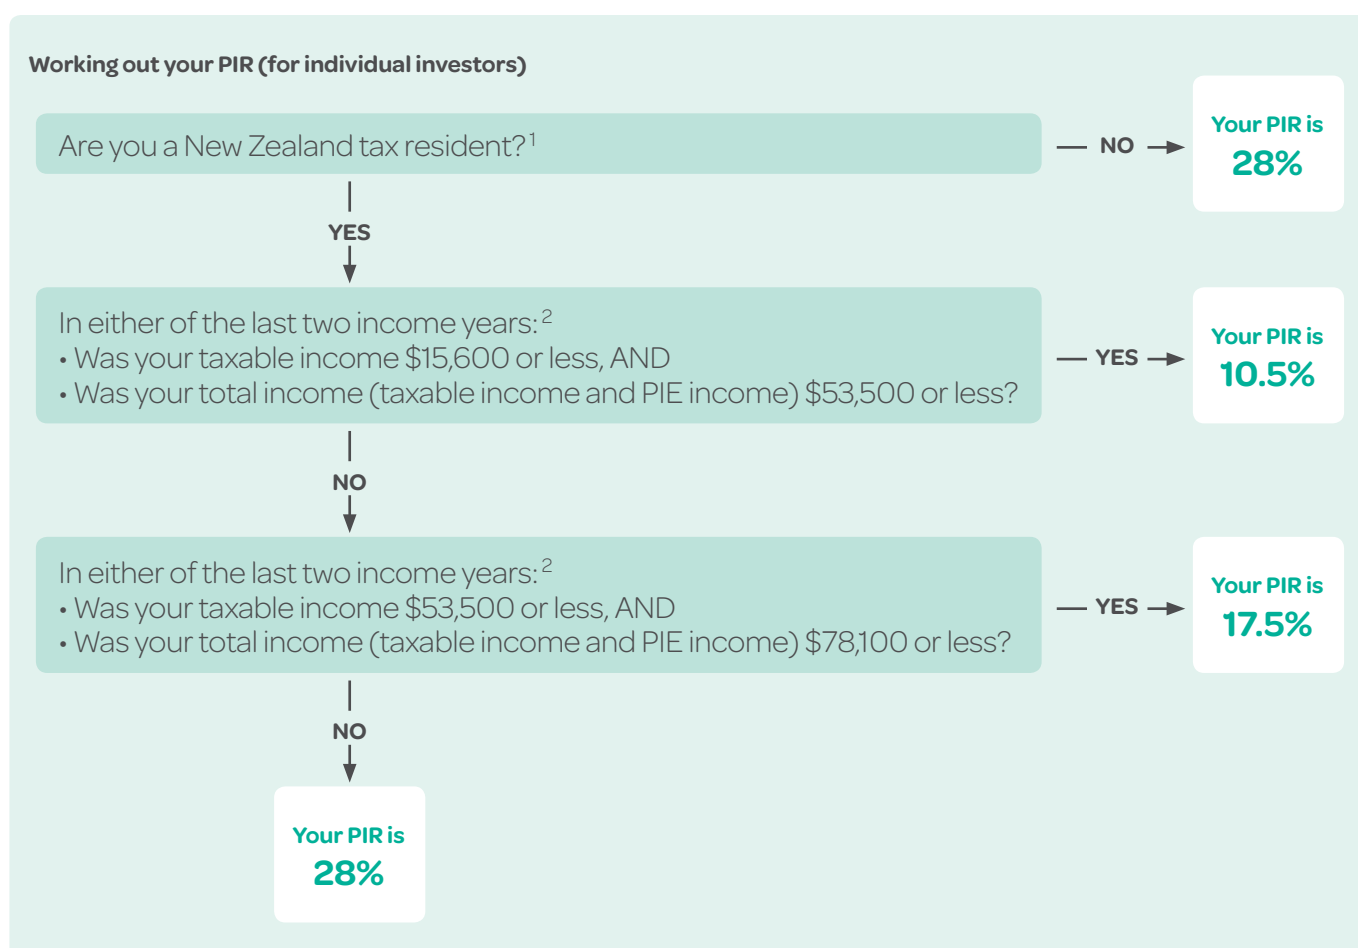 Working out your PIR (for individual investors)
Are you a New Zealand tax resident?¹
NO
Your PIR is
28%
YES
In either of the last two income years:²
• Was your taxable income $15,600 or less, AND
• Was your total income (taxable income and PIE income) $53,500 or less?
YES
Your PIR is
10.5%
NO
In either of the last two income years:²
• Was your taxable income $53,500 or less, AND
• Was your total income (taxable income and PIE income) $78,100 or less?
YES
Your PIR is
17.5%
NO
Your PIR is
28%